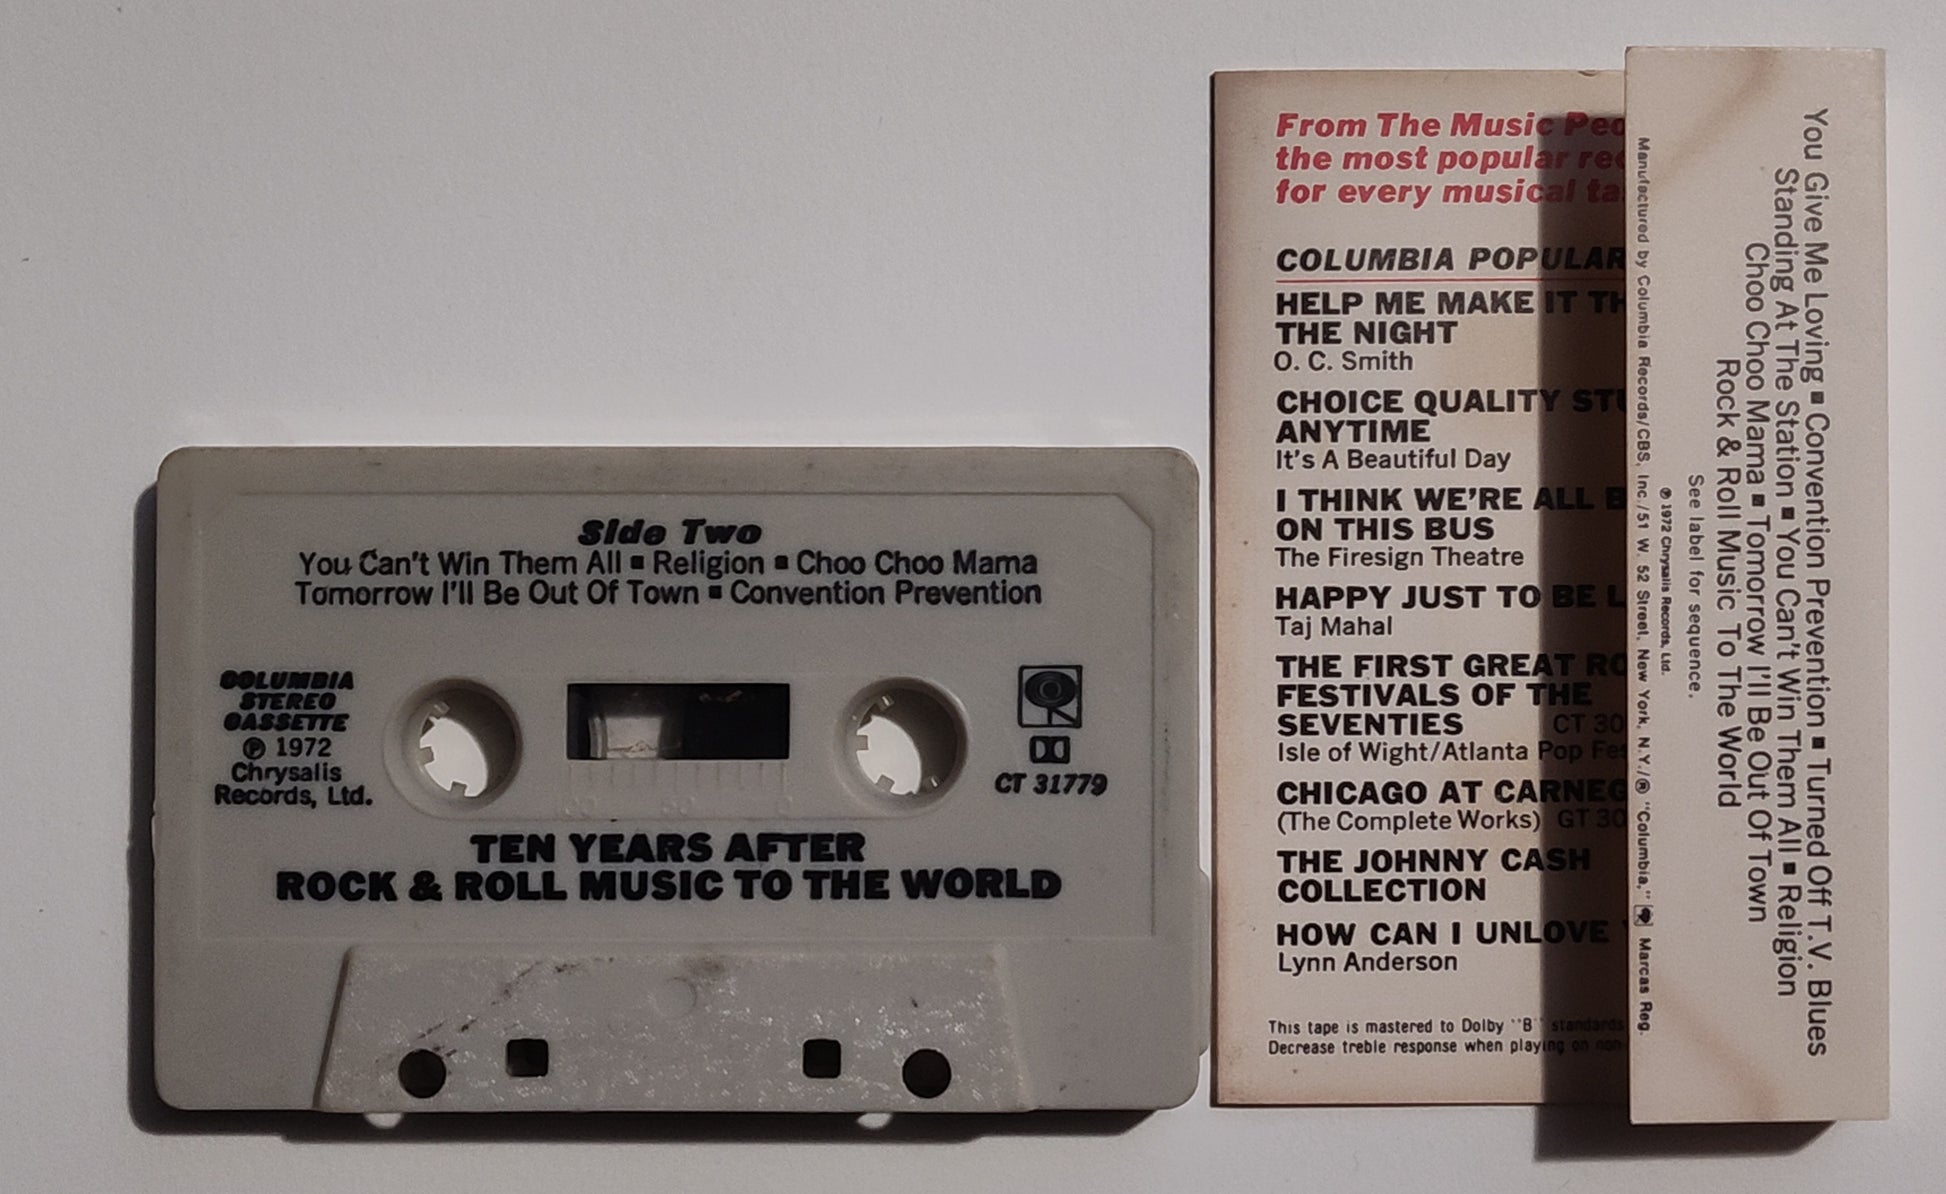 Side Two
You Can't Win Them All ▪ Religion ▪ Choo Choo Mama
Tomorrow I'll Be Out Of Town ▪ Convention Prevention
COLUMBIA
STEREO
CASSETTE
℗ 1972
Chrysalis
Records, Ltd.
CT 31779
TEN YEARS AFTER
ROCK & ROLL MUSIC TO THE WORLD
From The Music
the most popular
for every musical
COLUMBIA POPULAR
HELP ME MAKE IT
THE NIGHT
O. C. Smith
CHOICE QUALITY
ANYTIME
It's A Beautiful Day
I THINK WE'RE ALL
ON THIS BUS
The Firesign Theatre
HAPPY JUST TO BE
Taj Mahal
THE FIRST GREAT
FESTIVALS OF THE
SEVENTIES CT 30
Isle of Wight/Atlanta Pop
CHICAGO AT
(The Complete Works) GT 30
THE JOHNNY CASH
COLLECTION
HOW CAN I UNLOVE
Lynn Anderson
This tape is mastered to Dolby "B" standards
Decrease treble response when playing on non-
You Give Me Loving ▪ Convention Prevention ▪ Turned Off T.V. Blues
Standing At The Station ▪ You Can't Win Them All ▪ Religion
Choo Choo Mama ▪ Tomorrow I'll Be Out Of Town
Rock & Roll Music To The World
See label for sequence.
℗ 1972 Chrysalis Records, Ltd.
Manufactured by Columbia Records/CBS, Inc./51 W. 52 Street, New York, N.Y./® "Columbia," Marcas Reg.